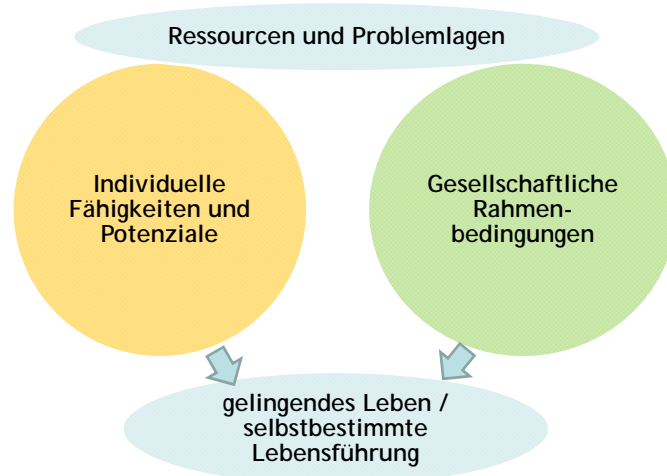 Ressourcen und Problemlagen
Individuelle
Fähigkeiten und
Potenziale
Gesellschaftliche
Rahmen-
bedingungen
gelingendes Leben /
selbstbestimmte
Lebensführung